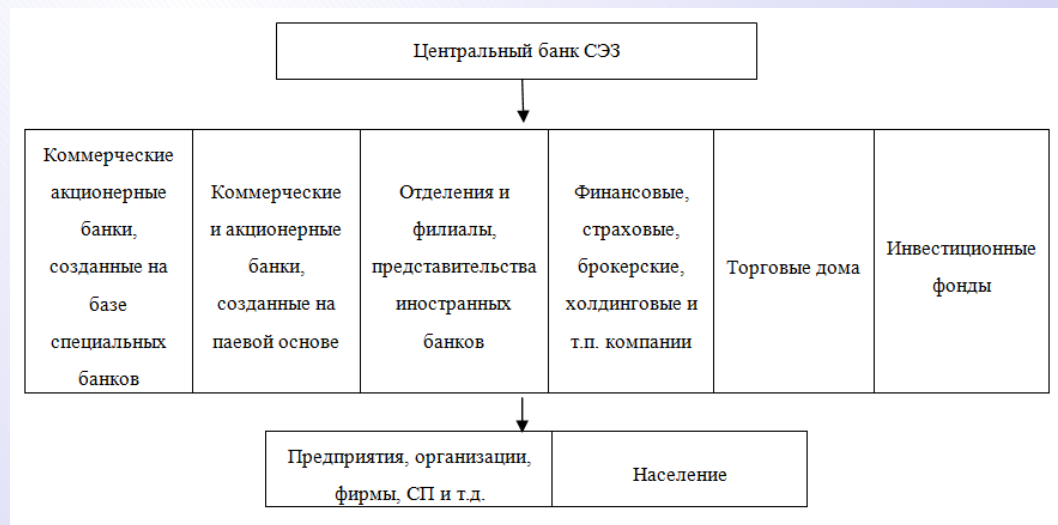 Центральный банк СЭЗ
Коммерческие
акционерные
банки,
созданные на
базе
специальных
банков
Коммерческие
и акционерные
банки,
созданные на
паевой основе
Отделения и
филиалы,
представительства
иностранных
банков
Финансовые,
страховые,
брокерские,
холдинговые и
т.п. компании
Торговые дома
Инвестиционные
фонды
Предприятия, организации,
фирмы, СП и т.д.
Население